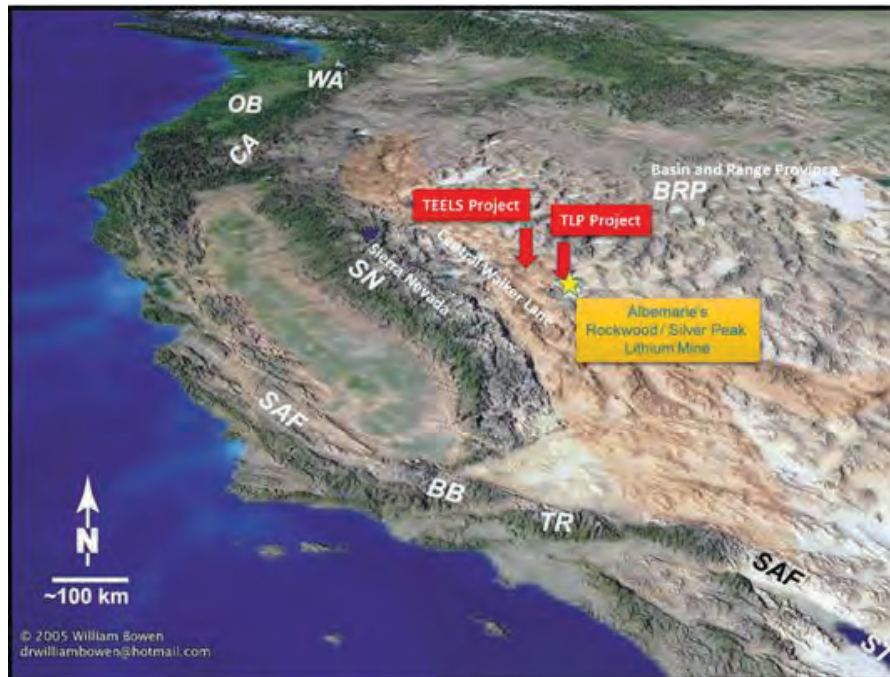 WA
OB
CA
Basin and Range Province
BRP
TEELS Project
TLP Project
Sierra Nevada
SN
Central Walker Lane
Albemarle's
Rockwood / Silver Peak
Lithium Mine
SAF
BB
TR
SAF
ST
N
~100 km
© 2005 William Bowen
drwilliambowen@hotmail.com